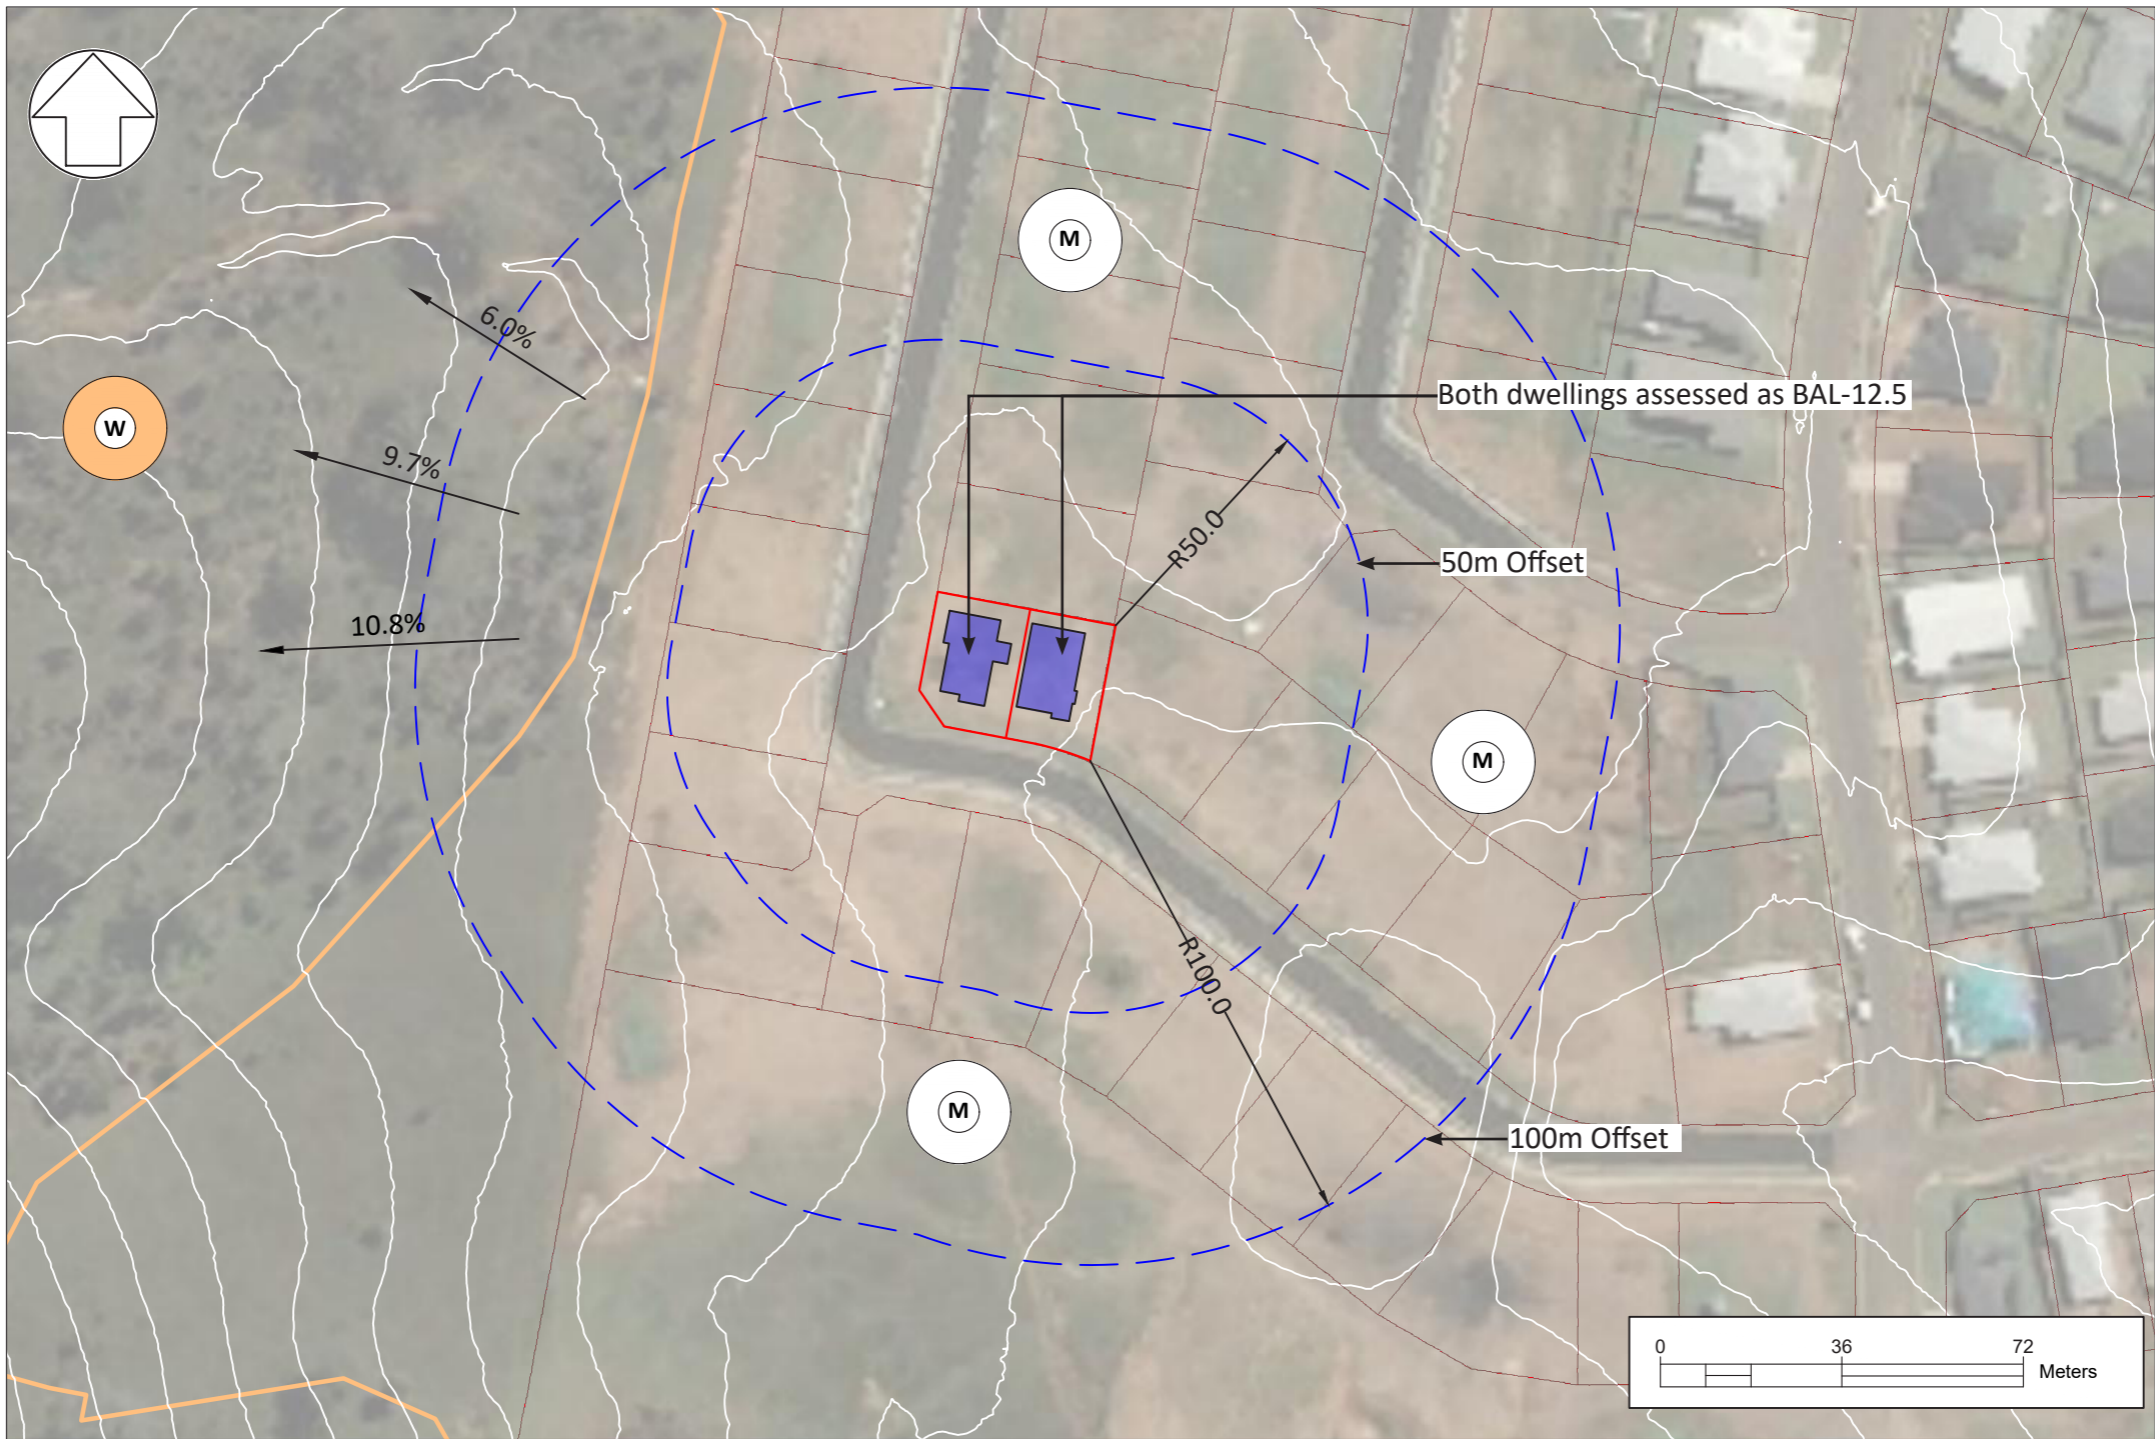 M
6.0%
Both dwellings assessed as BAL-12.5
W
9.7%
R50.0
50m Offset
10.8%
M
R100.0
M
100m Offset
0 36 72
Meters